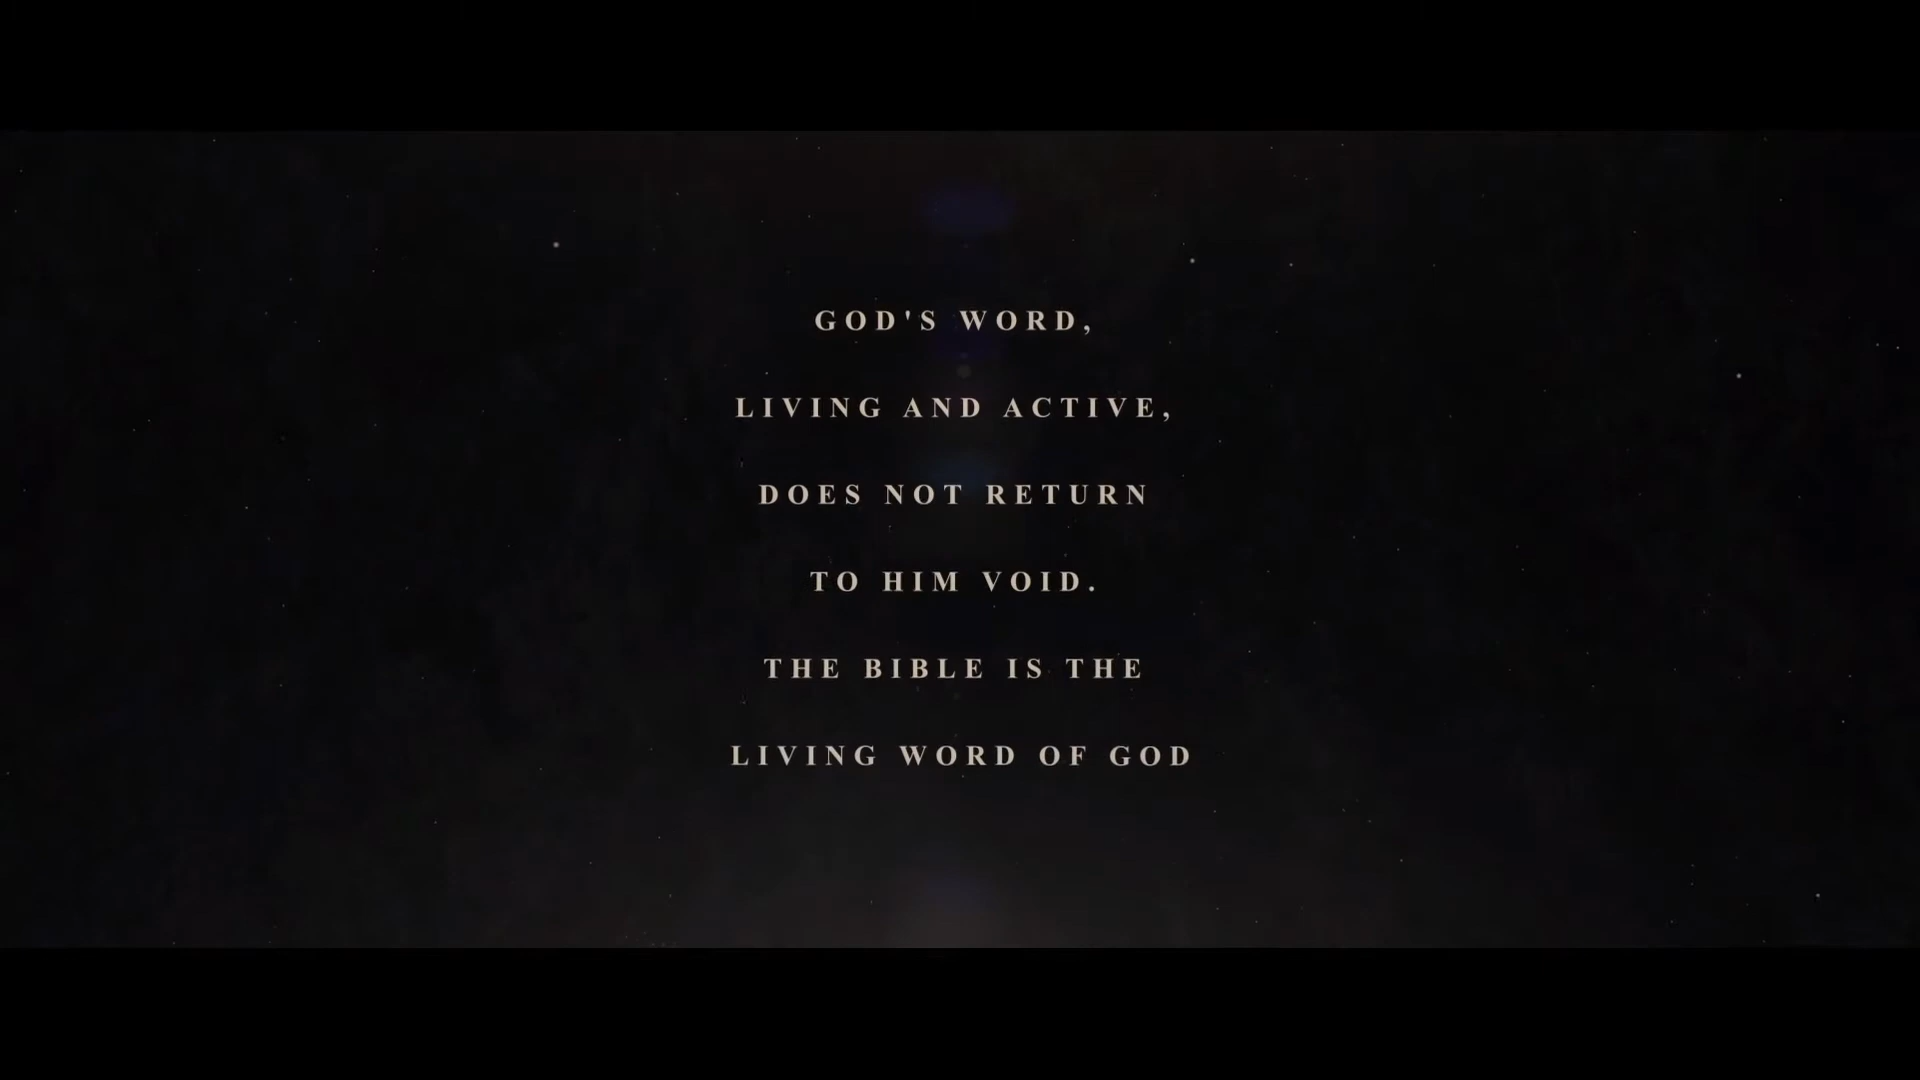 GOD'S WORD,
LIVING AND ACTIVE,
DOES NOT RETURN
TO HIM VOID.
THE BIBLE IS THE
LIVING WORD OF GOD